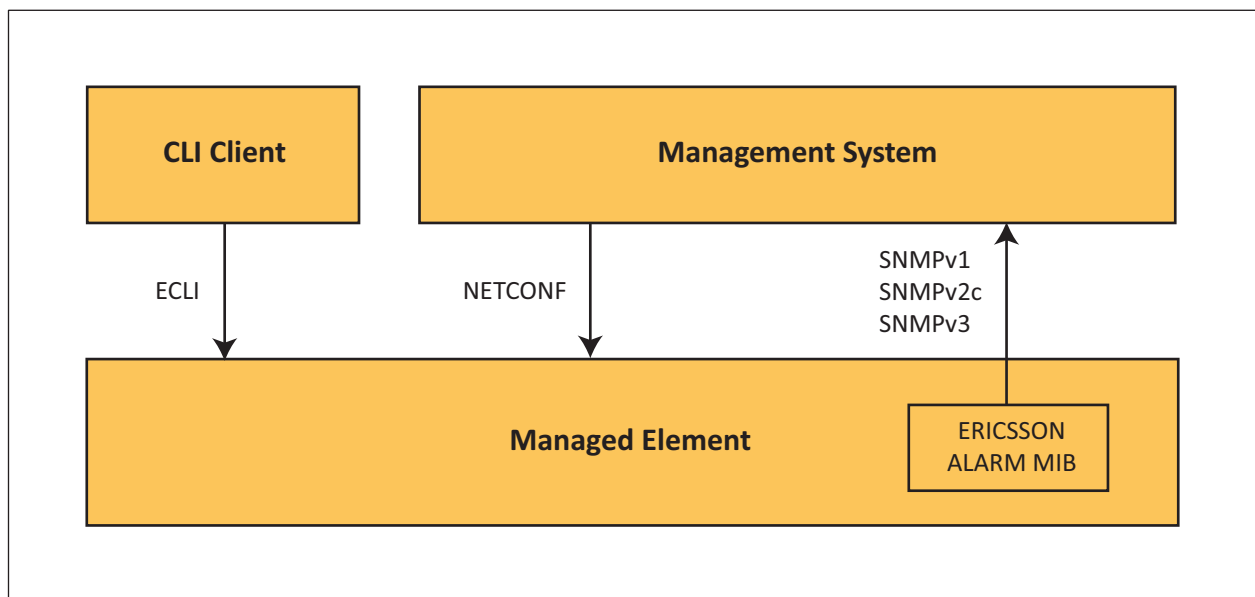 CLI Client
Management System
ECLI
NETCONF
SNMPv1
SNMPv2c
SNMPv3
Managed Element
ERICSSON
ALARM MIB